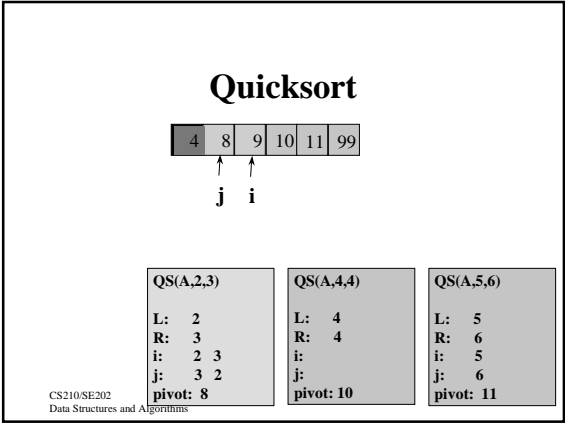 Quicksort
4 8 9 10 11 99
j i
QS(A,2,3)
L: 2
R: 3
i: 2 3
j: 3 2
pivot: 8
QS(A,4,4)
L: 4
R: 4
i:
j:
pivot: 10
QS(A,5,6)
L: 5
R: 6
i: 5
j: 6
pivot: 11
CS210/SE202
Data Structures and Algorithms